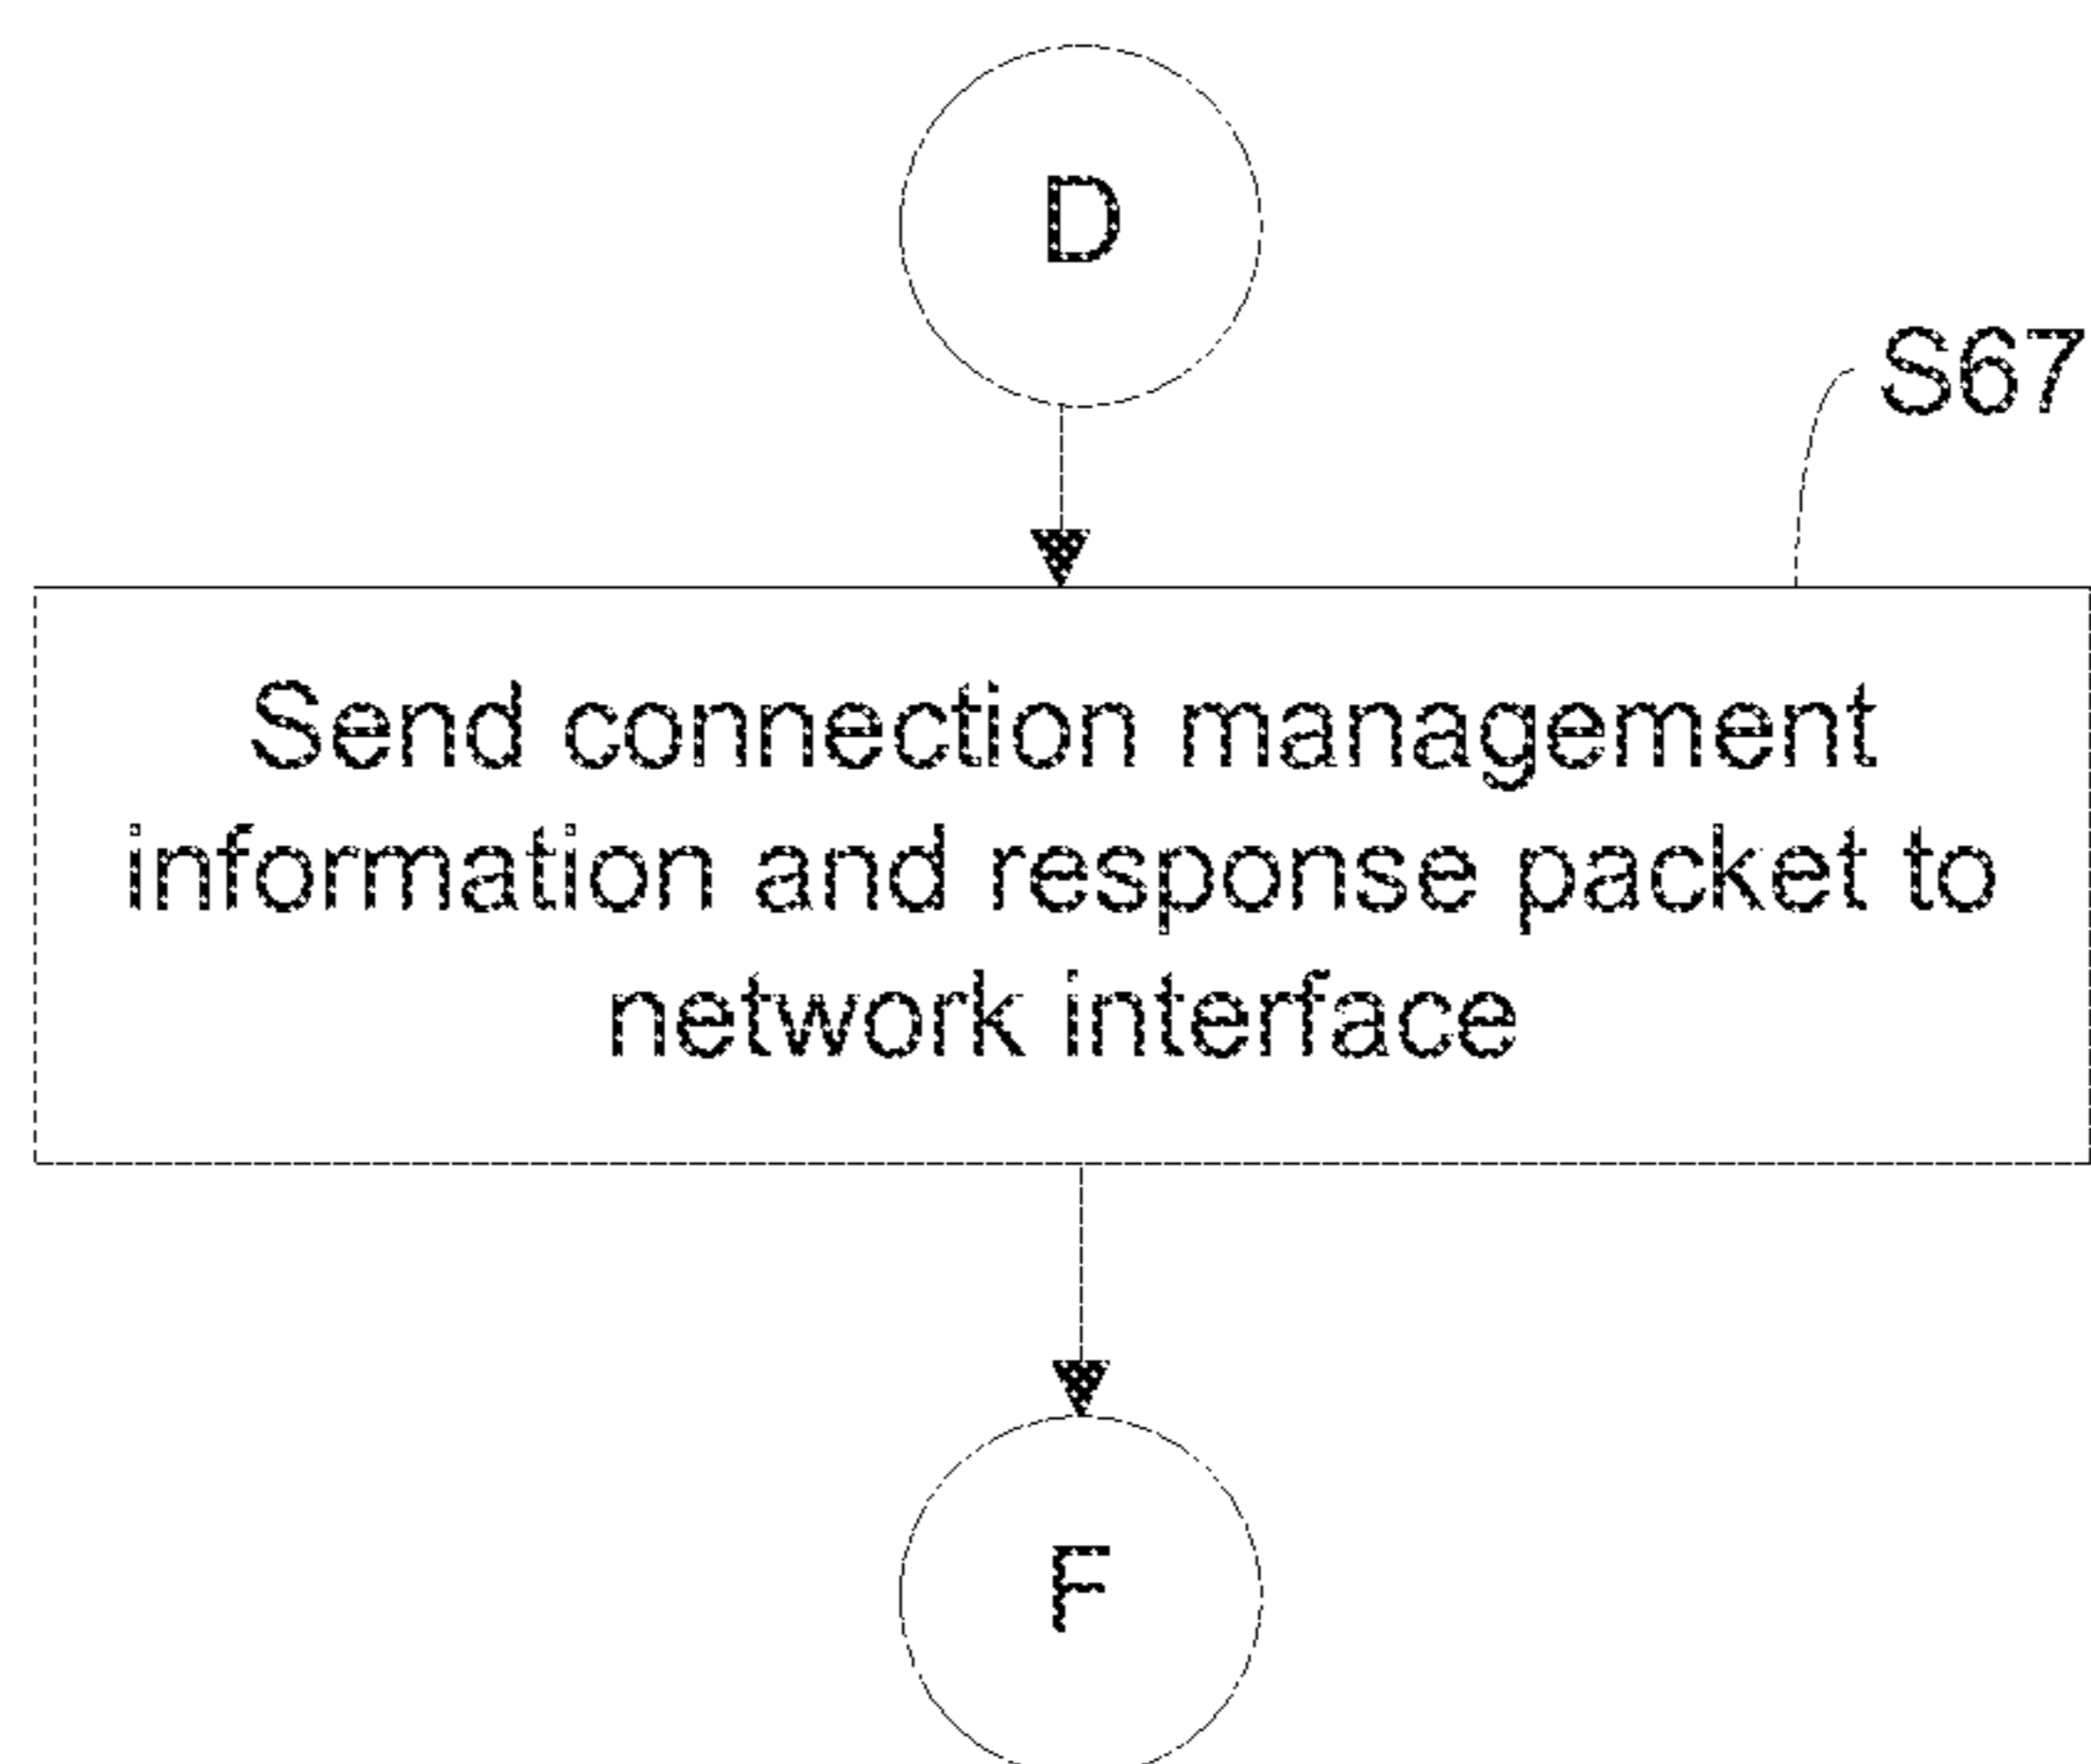 D
S67
Send connection management
information and response packet to
network interface
F